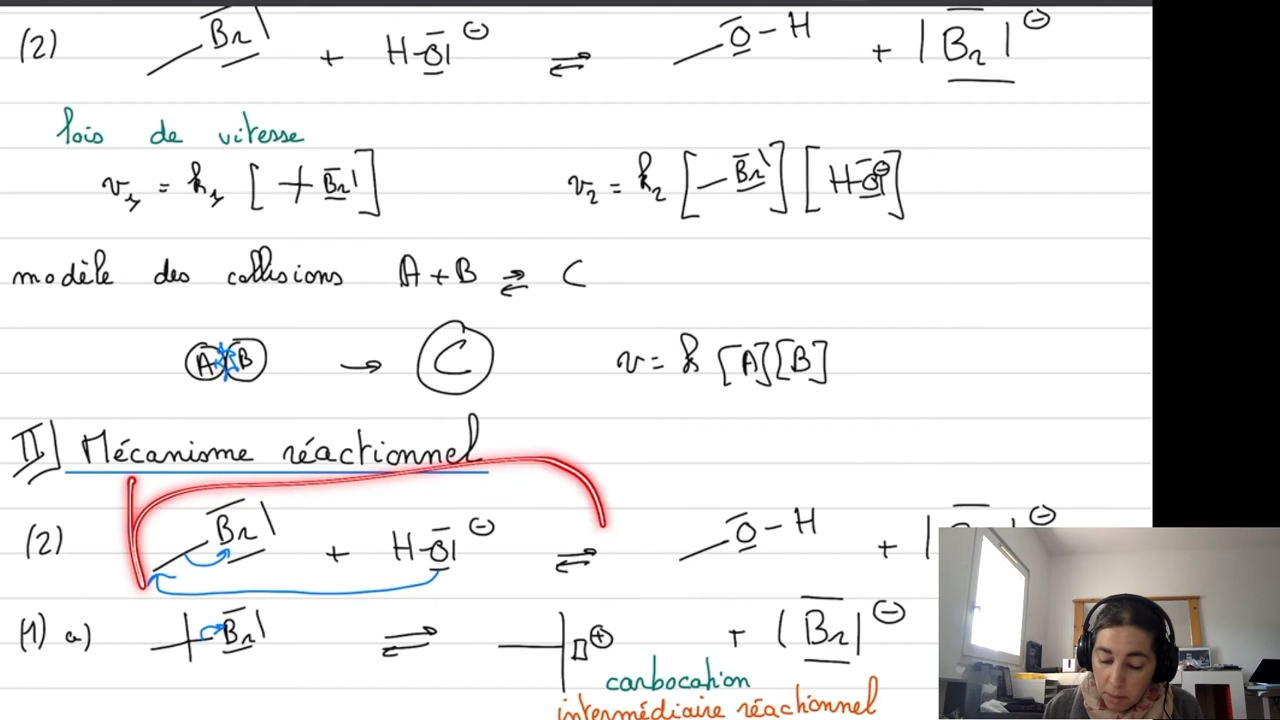 (2) Br + H-O ⊖ ⇌ O-H + |Br| ⊖
lois de vitesse
v₁ = k₁ [ Br ] v₂ = k₂ [ Br ] [ H-O ⊖ ]
modèle des collisions A + B ⇌ C
A B → C v = k [A][B]
II] Mécanisme réactionnel
(2) Br + H-O| ⊖ ⇌ O-H + | ⊖
(1) a) Br| ⇌ ⊕ + |Br| ⊖
carbocation
intermédiaire réactionnel